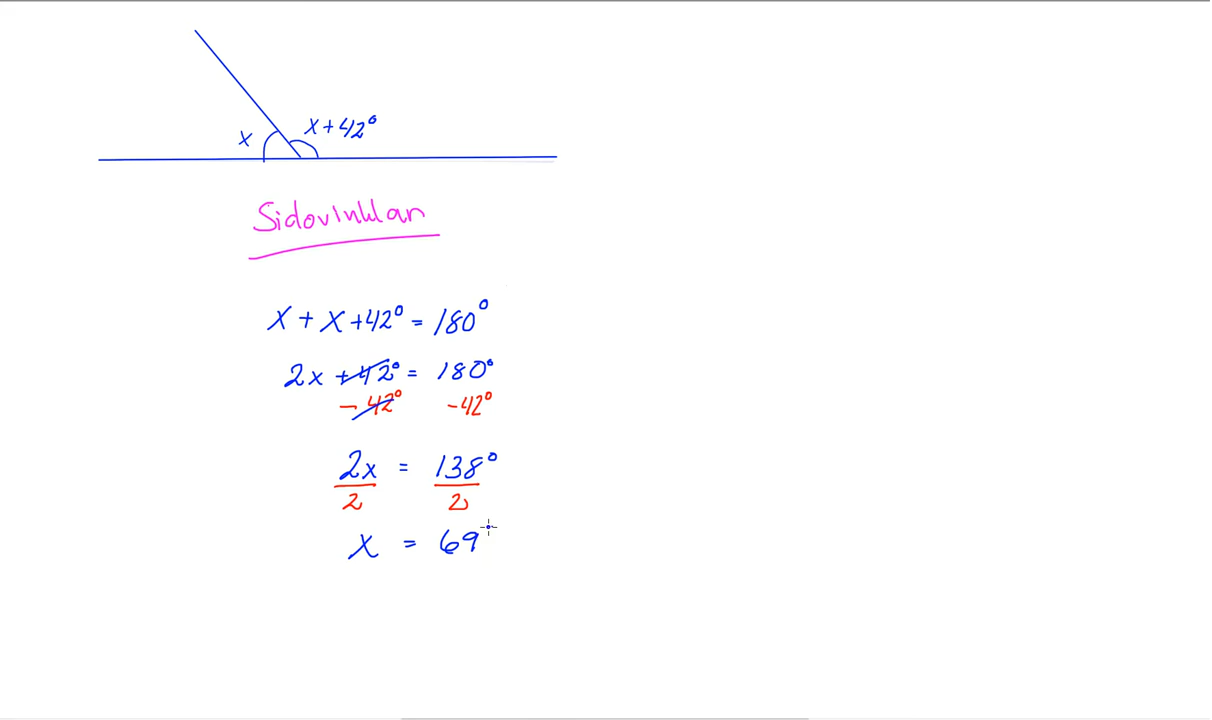 x x+42°
Sidovinklar
x + x +42° = 180°
2x +42° = 180°
-42° -42°
2x = 138°
2 2
x = 69